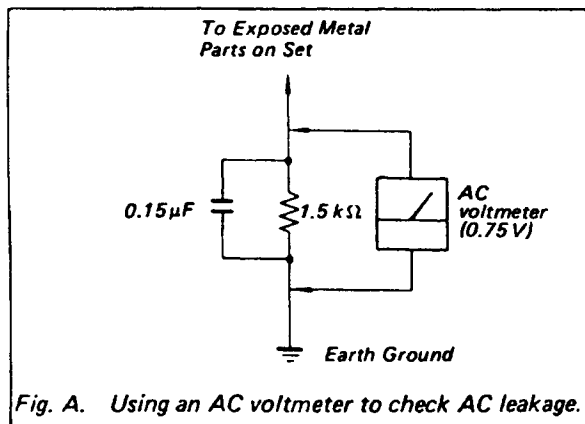 To Exposed Metal
Parts on Set
0.15μF
1.5 kΩ
AC
voltmeter
(0.75 V)
Earth Ground
Fig. A. Using an AC voltmeter to check AC leakage.